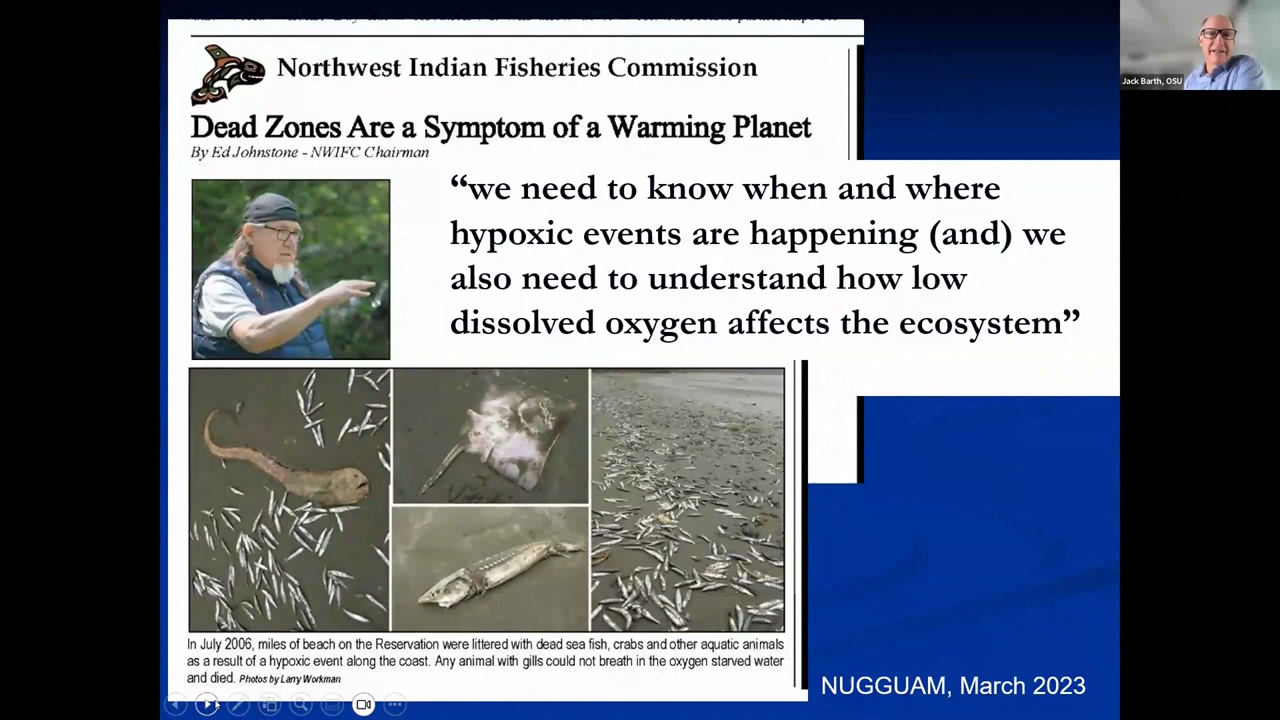 Northwest Indian Fisheries Commission
Dead Zones Are a Symptom of a Warming Planet
By Ed Johnstone - NWIFC Chairman
“we need to know when and where
hypoxic events are happening (and) we
also need to understand how low
dissolved oxygen affects the ecosystem”
In July 2006, miles of beach on the Reservation were littered with dead sea fish, crabs and other aquatic animals
as a result of a hypoxic event along the coast. Any animal with gills could not breath in the oxygen starved water
and died. Photos by Larry Workman
NUGGUAM, March 2023
Jack Barth, OSU